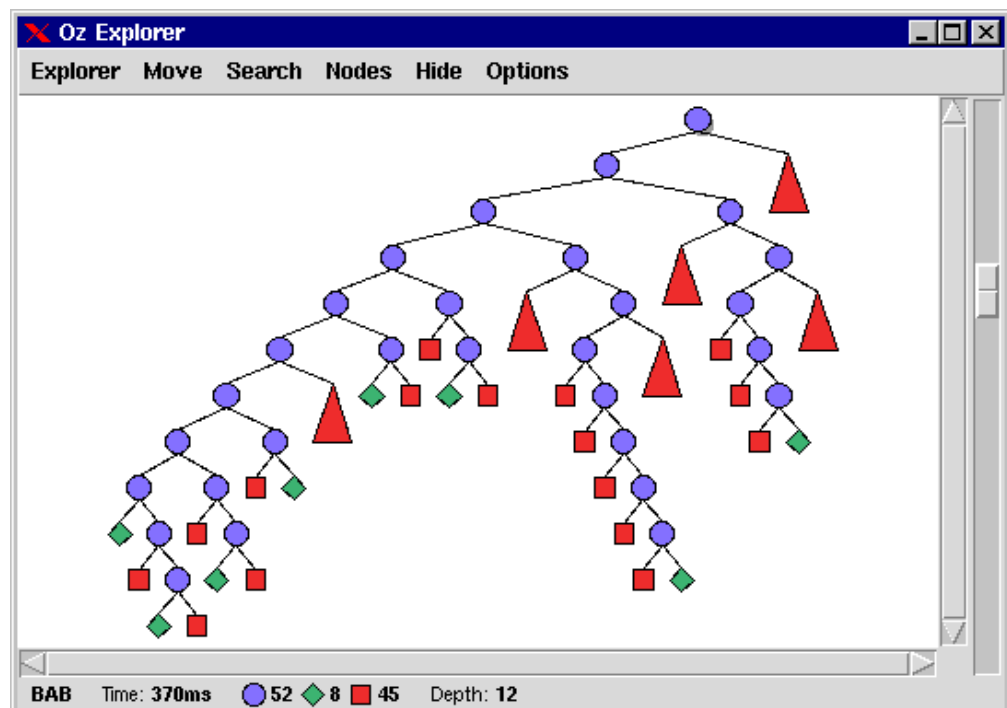 Oz Explorer
Explorer Move Search Nodes Hide Options
BAB Time: 370ms 52 8 45 Depth: 12